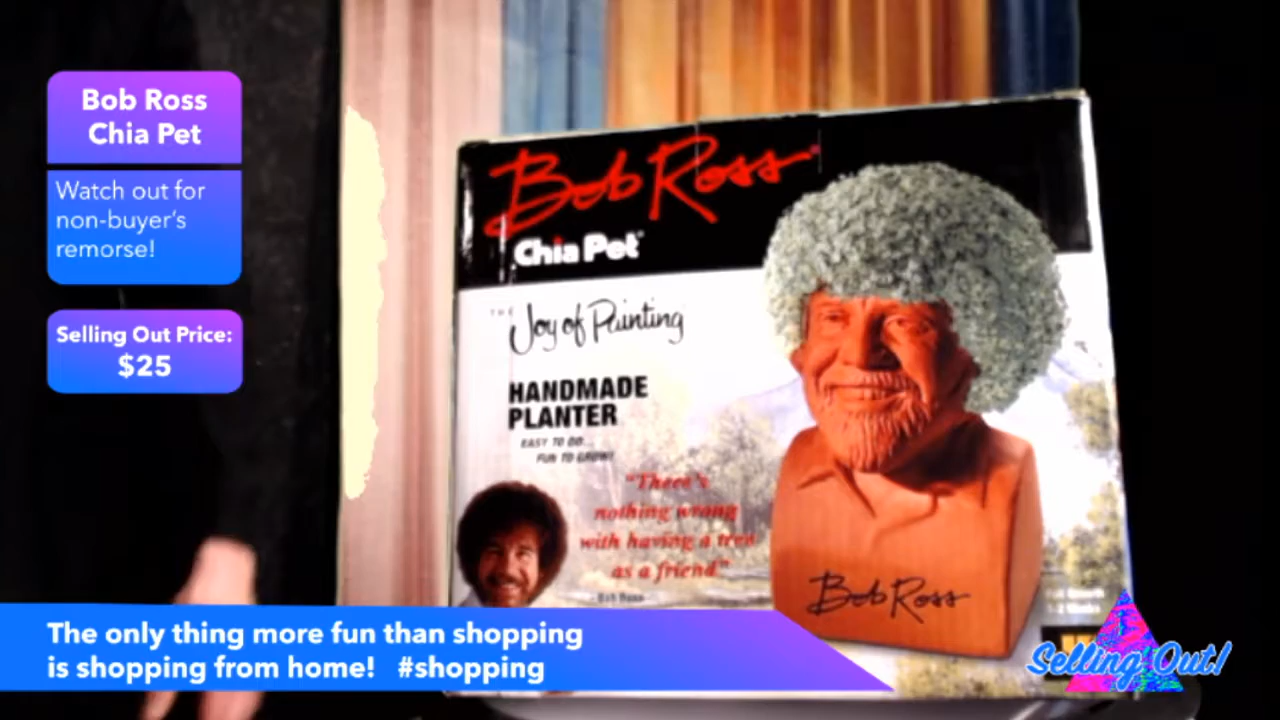 Bob Ross
Chia Pet
Watch out for
non-buyer's
remorse!
Selling Out Price:
$25
Bob Ross
Chia Pet
THE
Joy of Painting
HANDMADE
PLANTER
EASY TO DO...
FUN TO GROW!
"There's
nothing wrong
with having a tree
as a friend"
Bob Ross
Bob Ross
The only thing more fun than shopping
is shopping from home! #shopping
Selling Out!